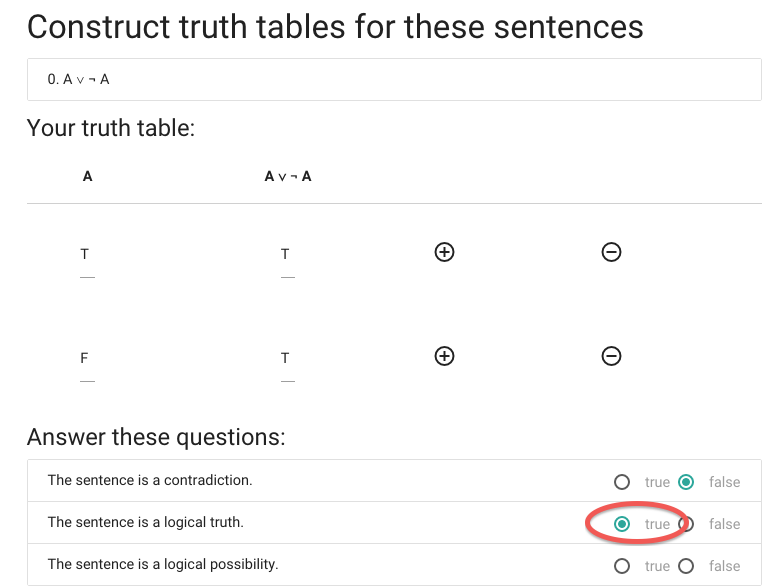 Construct truth tables for these sentences
0. A ∨ ¬ A
Your truth table:
A A ∨ ¬ A
T T
F T
Answer these questions:
The sentence is a contradiction. true false
The sentence is a logical truth. true false
The sentence is a logical possibility. true false